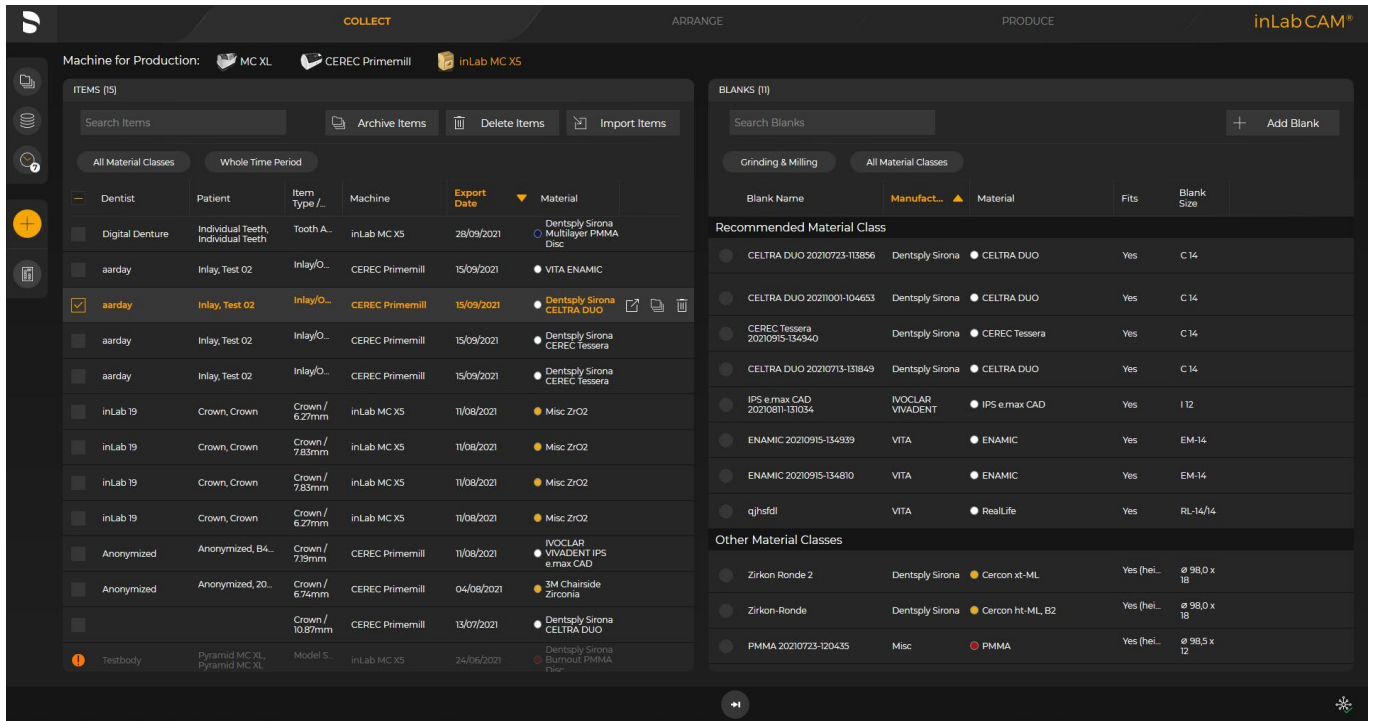 COLLECT
ARRANGE
PRODUCE
inLab CAM®
Machine for Production:
MC XL
CEREC Primemill
inLab MC X5
7
ITEMS (15)
Search Items
Archive Items
Delete Items
Import Items
All Material Classes
Whole Time Period
Dentist
Patient
Item
Type /...
Machine
Export
Date
Material
Digital Denture
Individual Teeth,
Individual Teeth
Tooth A...
inLab MC X5
28/09/2021
Dentsply Sirona
Multilayer PMMA
Disc
aarday
Inlay, Test 02
Inlay/O...
CEREC Primemill
15/09/2021
VITA ENAMIC
aarday
Inlay, Test 02
Inlay/O...
CEREC Primemill
15/09/2021
Dentsply Sirona
CELTRA DUO
aarday
Inlay, Test 02
Inlay/O...
CEREC Primemill
15/09/2021
Dentsply Sirona
CEREC Tessera
aarday
Inlay, Test 02
Inlay/O...
CEREC Primemill
15/09/2021
Dentsply Sirona
CEREC Tessera
inLab 19
Crown, Crown
Crown /
6.27mm
inLab MC X5
11/08/2021
Misc ZrO2
inLab 19
Crown, Crown
Crown /
7.83mm
inLab MC X5
11/08/2021
Misc ZrO2
inLab 19
Crown, Crown
Crown /
7.83mm
inLab MC X5
11/08/2021
Misc ZrO2
inLab 19
Crown, Crown
Crown /
6.27mm
inLab MC X5
11/08/2021
Misc ZrO2
Anonymized
Anonymized, B4...
Crown /
7.19mm
CEREC Primemill
11/08/2021
IVOCLAR
VIVADENT IPS
e.max CAD
Anonymized
Anonymized, 20...
Crown /
6.74mm
CEREC Primemill
04/08/2021
3M Chairside
Zirconia
Crown /
10.87mm
CEREC Primemill
13/07/2021
Dentsply Sirona
CELTRA DUO
Testbody
Pyramid MC XL,
Pyramid MC XL
Model S...
inLab MC X5
24/06/2021
Dentsply Sirona
Burnout PMMA
Disc
BLANKS (11)
Search Blanks
Add Blank
Grinding & Milling
All Material Classes
Blank Name
Manufact...
Material
Fits
Blank
Size
Recommended Material Class
CELTRA DUO 20210723-113856
Dentsply Sirona
CELTRA DUO
Yes
C 14
CELTRA DUO 20211001-104653
Dentsply Sirona
CELTRA DUO
Yes
C 14
CEREC Tessera
20210915-134940
Dentsply Sirona
CEREC Tessera
Yes
C 14
CELTRA DUO 20210713-131849
Dentsply Sirona
CELTRA DUO
Yes
C 14
IPS e.max CAD
20210811-131034
IVOCLAR
VIVADENT
IPS e.max CAD
Yes
I 12
ENAMIC 20210915-134939
VITA
ENAMIC
Yes
EM-14
ENAMIC 20210915-134810
VITA
ENAMIC
Yes
EM-14
qjhsfdl
VITA
RealLife
Yes
RL-14/14
Other Material Classes
Zirkon Ronde 2
Dentsply Sirona
Cercon xt-ML
Yes (hei...
ø 98,0 x
18
Zirkon-Ronde
Dentsply Sirona
Cercon ht-ML, B2
Yes (hei...
ø 98,0 x
18
PMMA 20210723-120435
Misc
PMMA
Yes (hei...
ø 98,5 x
12